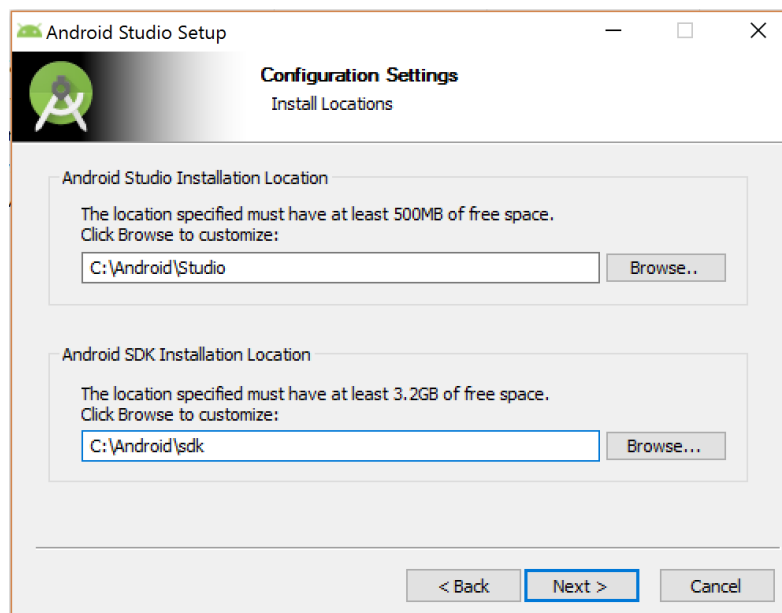 Android Studio Setup
Configuration Settings
Install Locations
Android Studio Installation Location
The location specified must have at least 500MB of free space.
Click Browse to customize:
C:\Android\Studio
Browse..
Android SDK Installation Location
The location specified must have at least 3.2GB of free space.
Click Browse to customize:
C:\Android\sdk
Browse...
< Back
Next >
Cancel